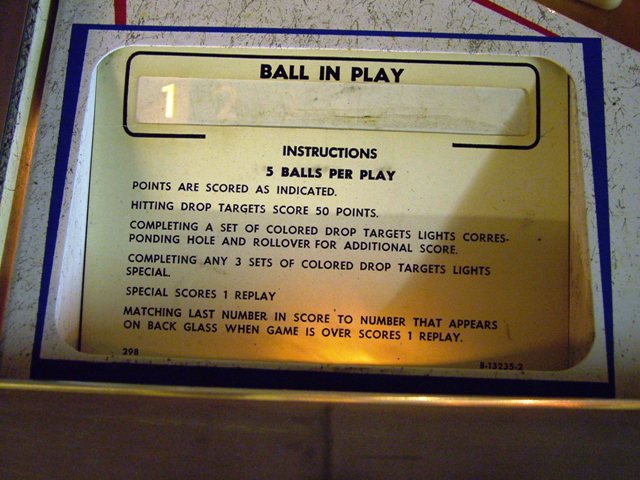 BALL IN PLAY
1 2
INSTRUCTIONS
5 BALLS PER PLAY
POINTS ARE SCORED AS INDICATED.
HITTING DROP TARGETS SCORE 50 POINTS.
COMPLETING A SET OF COLORED DROP TARGETS LIGHTS CORRES-
PONDING HOLE AND ROLLOVER FOR ADDITIONAL SCORE.
COMPLETING ANY 3 SETS OF COLORED DROP TARGETS LIGHTS
SPECIAL.
SPECIAL SCORES 1 REPLAY
MATCHING LAST NUMBER IN SCORE TO NUMBER THAT APPEARS
ON BACK GLASS WHEN GAME IS OVER SCORES 1 REPLAY.
298 B-13235-2